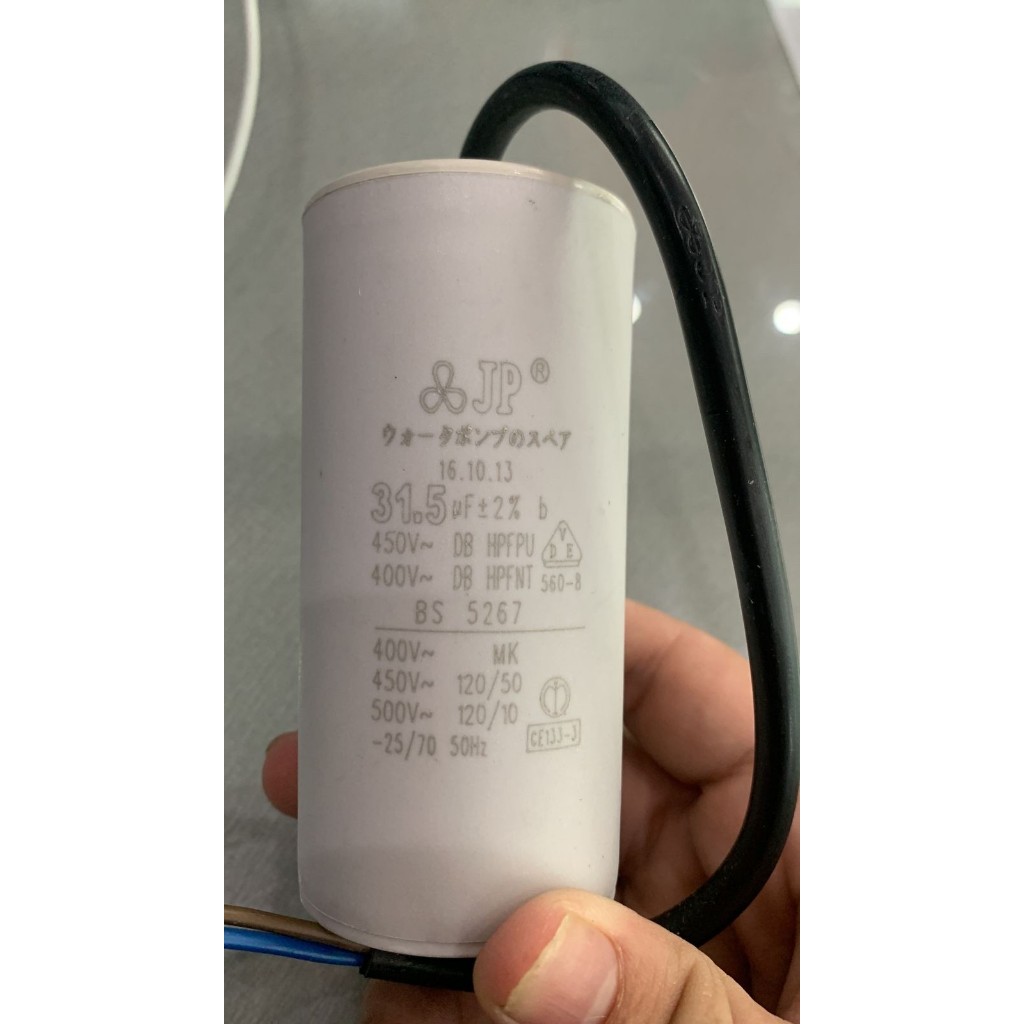 JP®
ウォータポンプのスペア
16.10.13
31.5 µF±2% b
450V~ DB HPFPU
400V~ DB HPFNT
VDE
560-8
BS 5267
400V~ MK
450V~ 120/50
500V~ 120/10
-25/70 50Hz